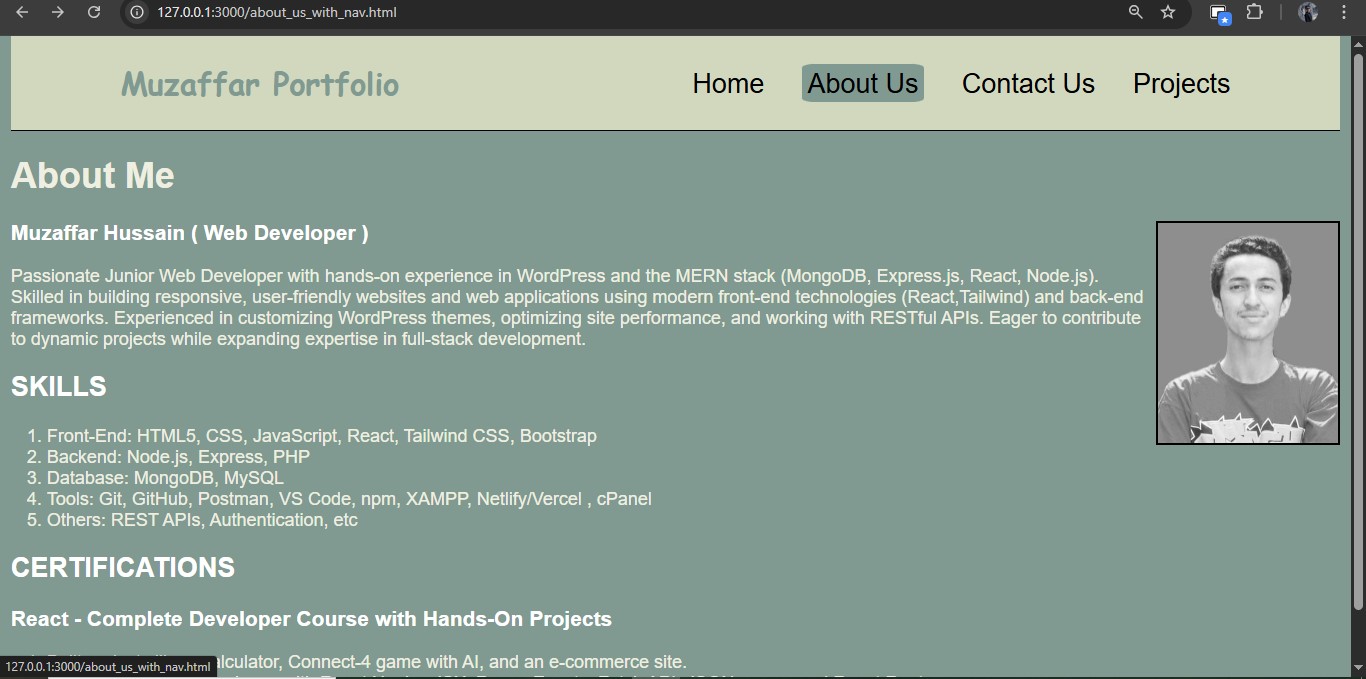 127.0.0.1:3000/about_us_with_nav.html
Muzaffar Portfolio
Home About Us Contact Us Projects
About Me
Muzaffar Hussain ( Web Developer )
Passionate Junior Web Developer with hands-on experience in WordPress and the MERN stack (MongoDB, Express.js, React, Node.js).
Skilled in building responsive, user-friendly websites and web applications using modern front-end technologies (React,Tailwind) and back-end
frameworks. Experienced in customizing WordPress themes, optimizing site performance, and working with RESTful APIs. Eager to contribute
to dynamic projects while expanding expertise in full-stack development.
SKILLS
1. Front-End: HTML5, CSS, JavaScript, React, Tailwind CSS, Bootstrap
2. Backend: Node.js, Express, PHP
3. Database: MongoDB, MySQL
4. Tools: Git, GitHub, Postman, VS Code, npm, XAMPP, Netlify/Vercel , cPanel
5. Others: REST APIs, Authentication, etc
CERTIFICATIONS
React - Complete Developer Course with Hands-On Projects
Connect-4 game with AI, and an e-commerce site.
127.0.0.1:3000/about_us_with_nav.html